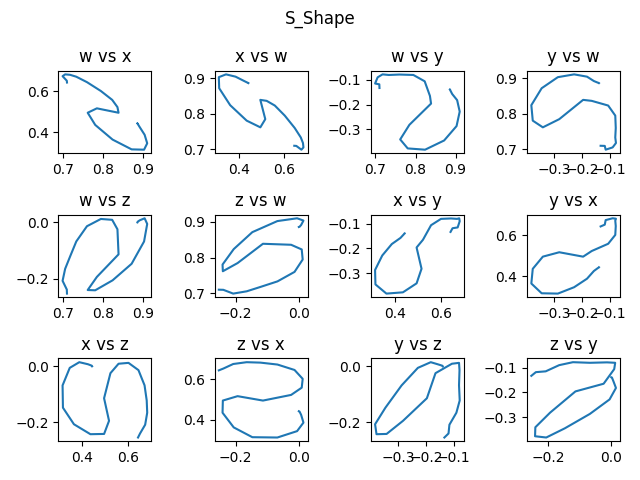 S_Shape
w vs x
x vs w
w vs y
y vs w
0.6
0.4
0.7 0.8 0.9
0.9
0.8
0.7
0.4 0.6
−0.1
−0.2
−0.3
0.7 0.8 0.9
0.9
0.8
0.7
−0.3 −0.2 −0.1
w vs z
z vs w
x vs y
y vs x
0.0
−0.2
0.7 0.8 0.9
0.9
0.8
0.7
−0.2 0.0
−0.1
−0.2
−0.3
0.4 0.6
0.6
0.4
−0.3 −0.2 −0.1
x vs z
z vs x
y vs z
z vs y
0.0
−0.2
0.4 0.6
0.6
0.4
−0.2 0.0
0.0
−0.2
−0.3 −0.2 −0.1
−0.1
−0.2
−0.3
−0.2 0.0